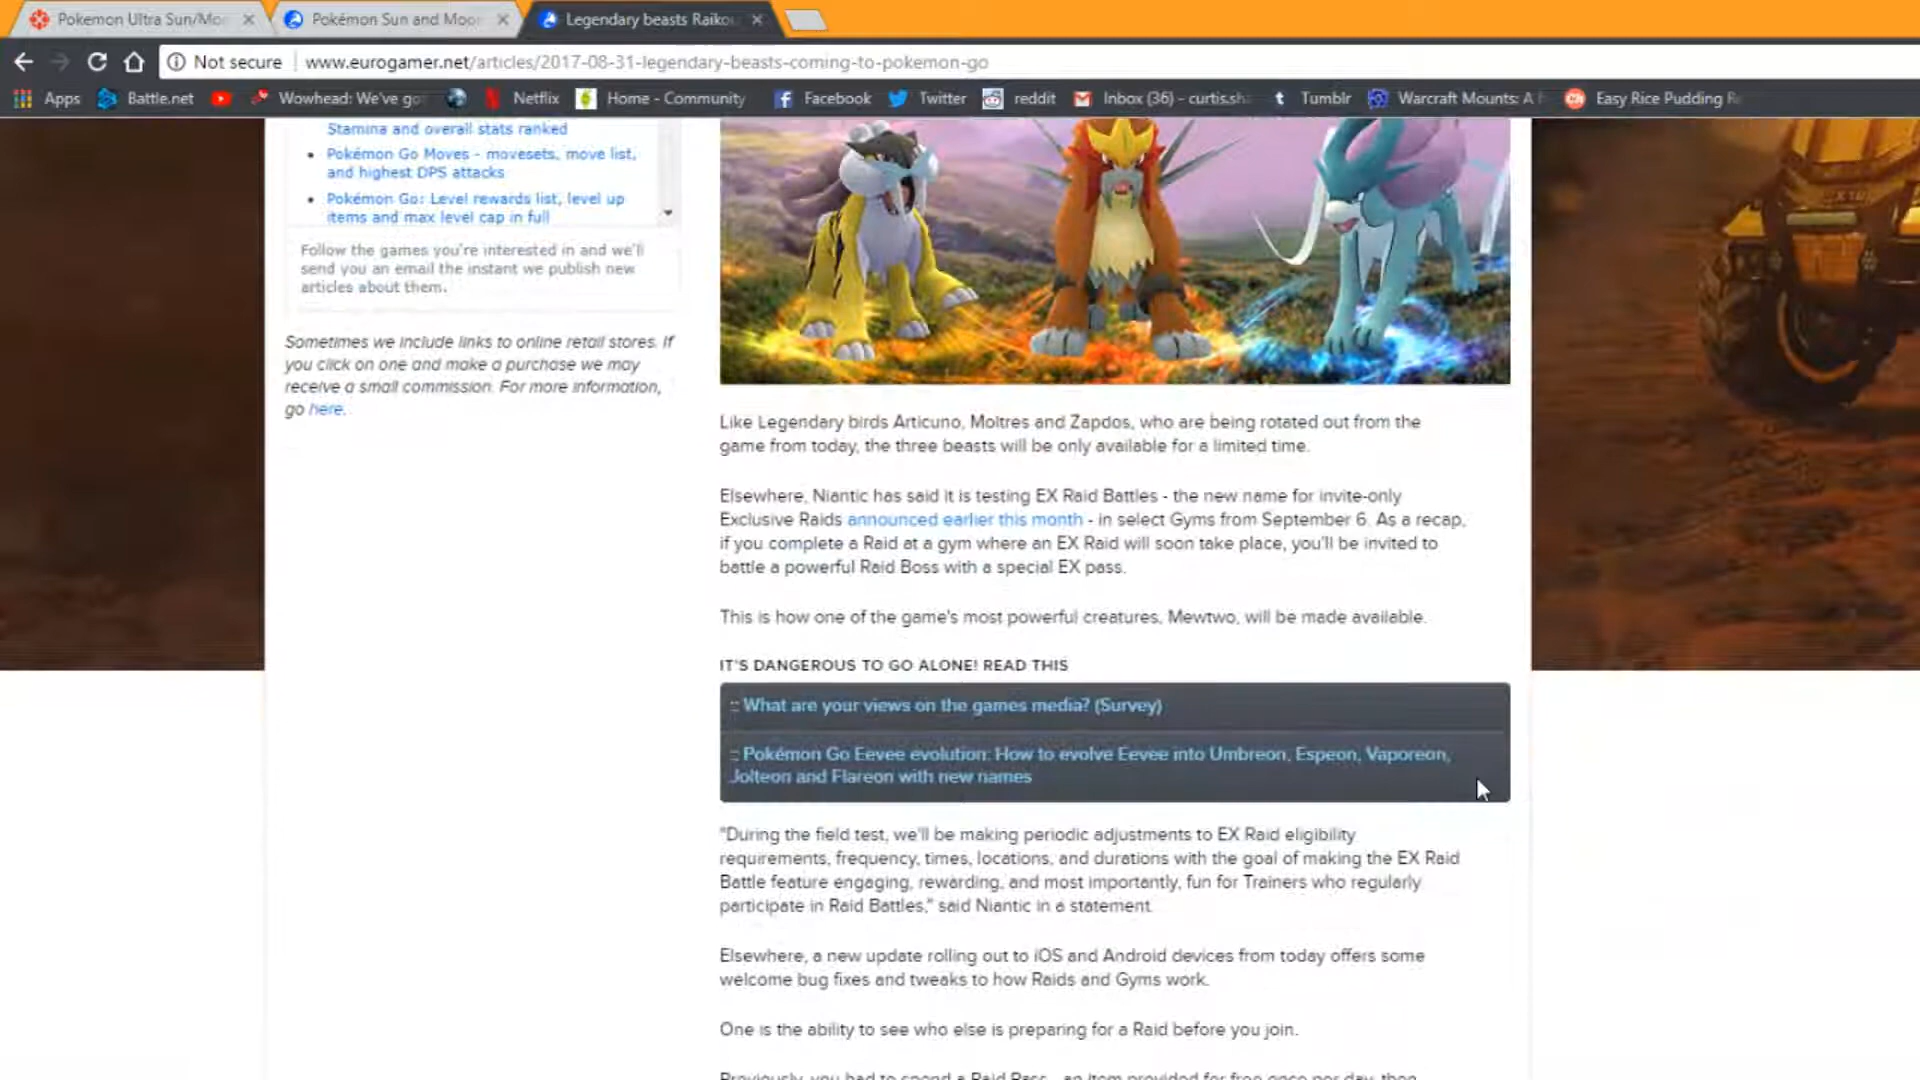 Pokemon Ultra Sun/Mo
Pokémon Sun and Moo
Legendary beasts Raiko
Not secure
www.eurogamer.net/articles/2017-08-31-legendary-beasts-coming-to-pokemon-go
Apps
Battle.net
Wowhead: We've go
Netflix
Home - Community
Facebook
Twitter
reddit
Inbox (36) - curtis.sh
Tumblr
Warcraft Mounts: A
Easy Rice Pudding R
Stamina and overall stats ranked
Pokémon Go Moves - movesets, move list,
and highest DPS attacks
Pokémon Go: Level rewards list, level up
items and max level cap in full
Follow the games you're interested in and we'll
send you an email the instant we publish new
articles about them.
Sometimes we include links to online retail stores. If
you click on one and make a purchase we may
receive a small commission. For more information,
go here.
Like Legendary birds Articuno, Moltres and Zapdos, who are being rotated out from the
game from today, the three beasts will be only available for a limited time.
Elsewhere, Niantic has said it is testing EX Raid Battles - the new name for invite-only
Exclusive Raids announced earlier this month - in select Gyms from September 6. As a recap,
if you complete a Raid at a gym where an EX Raid will soon take place, you'll be invited to
battle a powerful Raid Boss with a special EX pass.
This is how one of the game's most powerful creatures, Mewtwo, will be made available.
IT'S DANGEROUS TO GO ALONE! READ THIS
:: What are your views on the games media? (Survey)
:: Pokémon Go Eevee evolution: How to evolve Eevee into Umbreon, Espeon, Vaporeon,
Jolteon and Flareon with new names
"During the field test, we'll be making periodic adjustments to EX Raid eligibility
requirements, frequency, times, locations, and durations with the goal of making the EX Raid
Battle feature engaging, rewarding, and most importantly, fun for Trainers who regularly
participate in Raid Battles," said Niantic in a statement.
Elsewhere, a new update rolling out to iOS and Android devices from today offers some
welcome bug fixes and tweaks to how Raids and Gyms work.
One is the ability to see who else is preparing for a Raid before you join.
Previously, you had to spend a Raid Pass - an item provided for free once per day, then